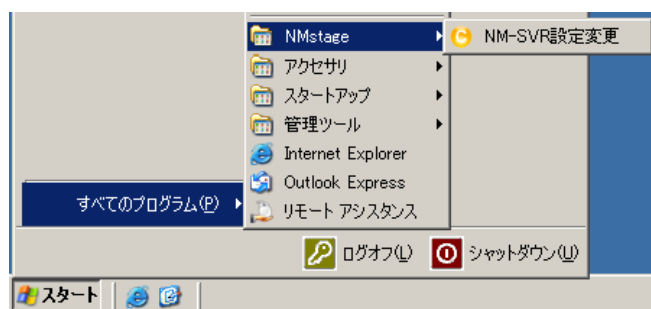 NMstage
NM-SVR設定変更
アクセサリ
スタートアップ
管理ツール
Internet Explorer
Outlook Express
すべてのプログラム(P)
リモート アシスタンス
ログオフ(L)
シャットダウン(U)
スタート